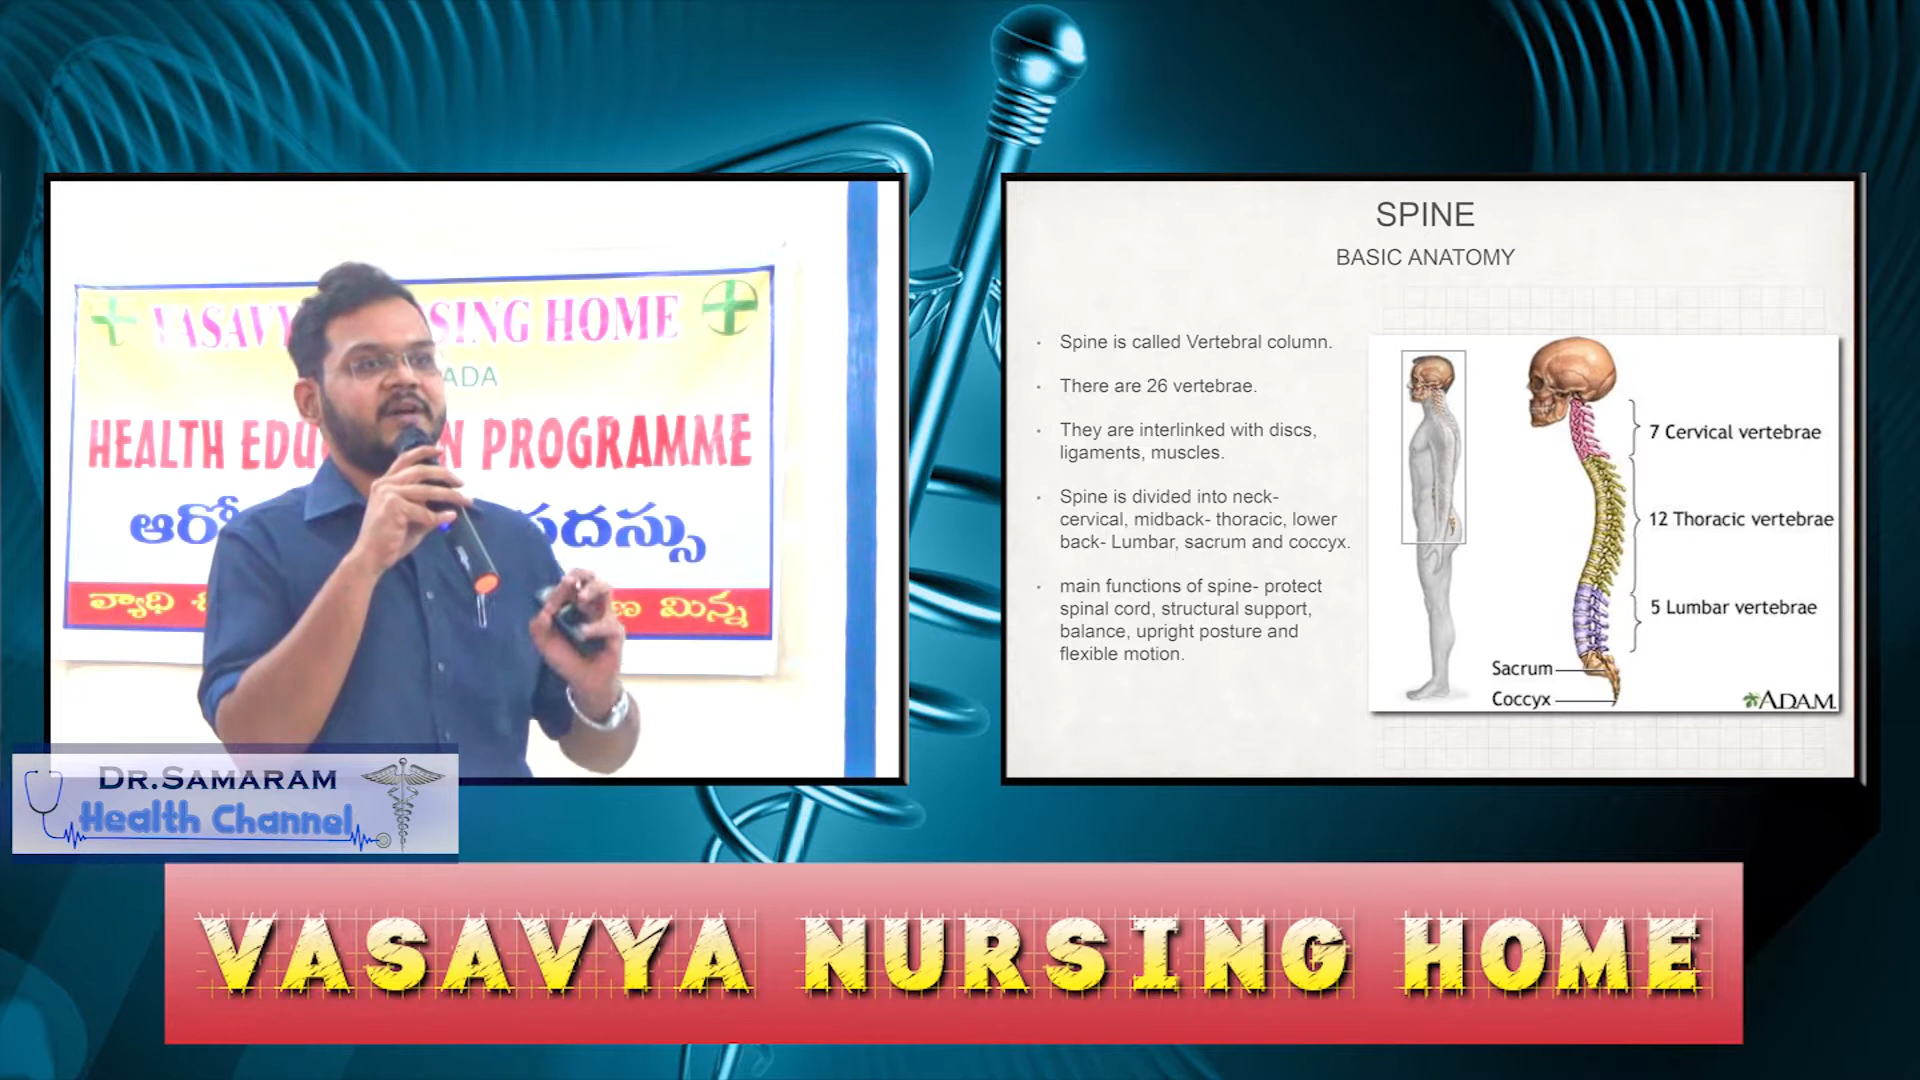 VASAVY SING HOME
ADA
HEALTH EDU N PROGRAMME
ఆరో దస్సు
వ్యాధి ణ మిన్న
DR.SAMARAM
Health Channel
SPINE
BASIC ANATOMY
· Spine is called Vertebral column.
· There are 26 vertebrae.
· They are interlinked with discs,
ligaments, muscles.
· Spine is divided into neck-
cervical, midback- thoracic, lower
back- Lumbar, sacrum and coccyx.
· main functions of spine- protect
spinal cord, structural support,
balance, upright posture and
flexible motion.
7 Cervical vertebrae
12 Thoracic vertebrae
5 Lumbar vertebrae
Sacrum
Coccyx
ADAM.
VASAVYA NURSING HOME